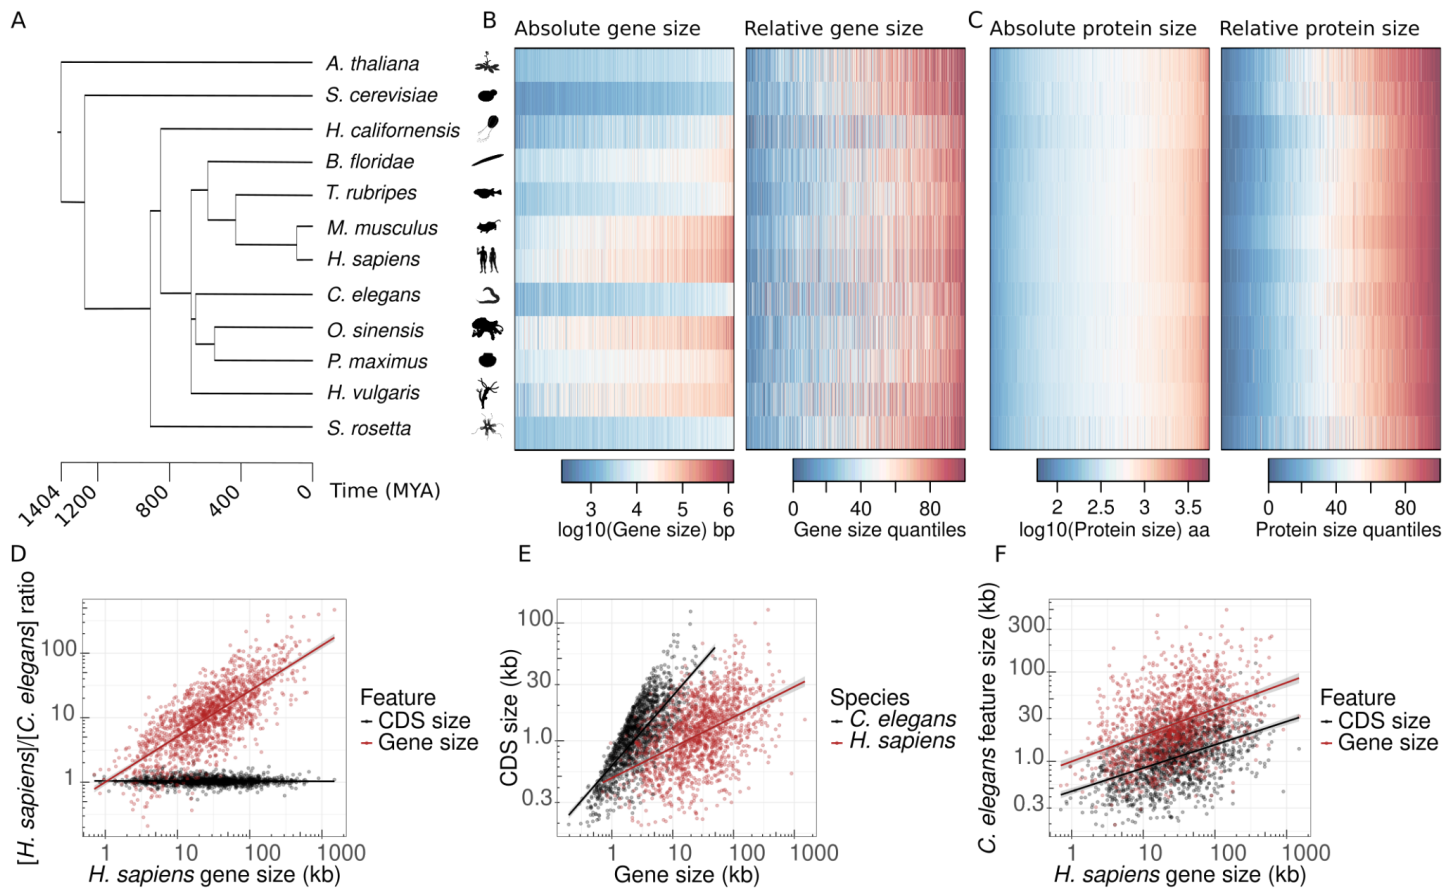 A
B
Absolute gene size
Relative gene size
C
Absolute protein size
Relative protein size
A. thaliana
S. cerevisiae
H. californensis
B. floridae
T. rubripes
M. musculus
H. sapiens
C. elegans
O. sinensis
P. maximus
H. vulgaris
S. rosetta
1404
1200
800
400
0
Time (MYA)
3 4 5 6
log10(Gene size) bp
0 40 80
Gene size quantiles
2 2.5 3 3.5
log10(Protein size) aa
0 40 80
Protein size quantiles
D
[H. sapiens]/[C. elegans] ratio
100
10
1
1 10 100 1000
H. sapiens gene size (kb)
Feature
CDS size
Gene size
E
CDS size (kb)
100
30
1.0
0.3
1 10 100 1000
Gene size (kb)
Species
C. elegans
H. sapiens
F
C. elegans feature size (kb)
300
100
30
1.0
0.3
1 10 100 1000
H. sapiens gene size (kb)
Feature
CDS size
Gene size